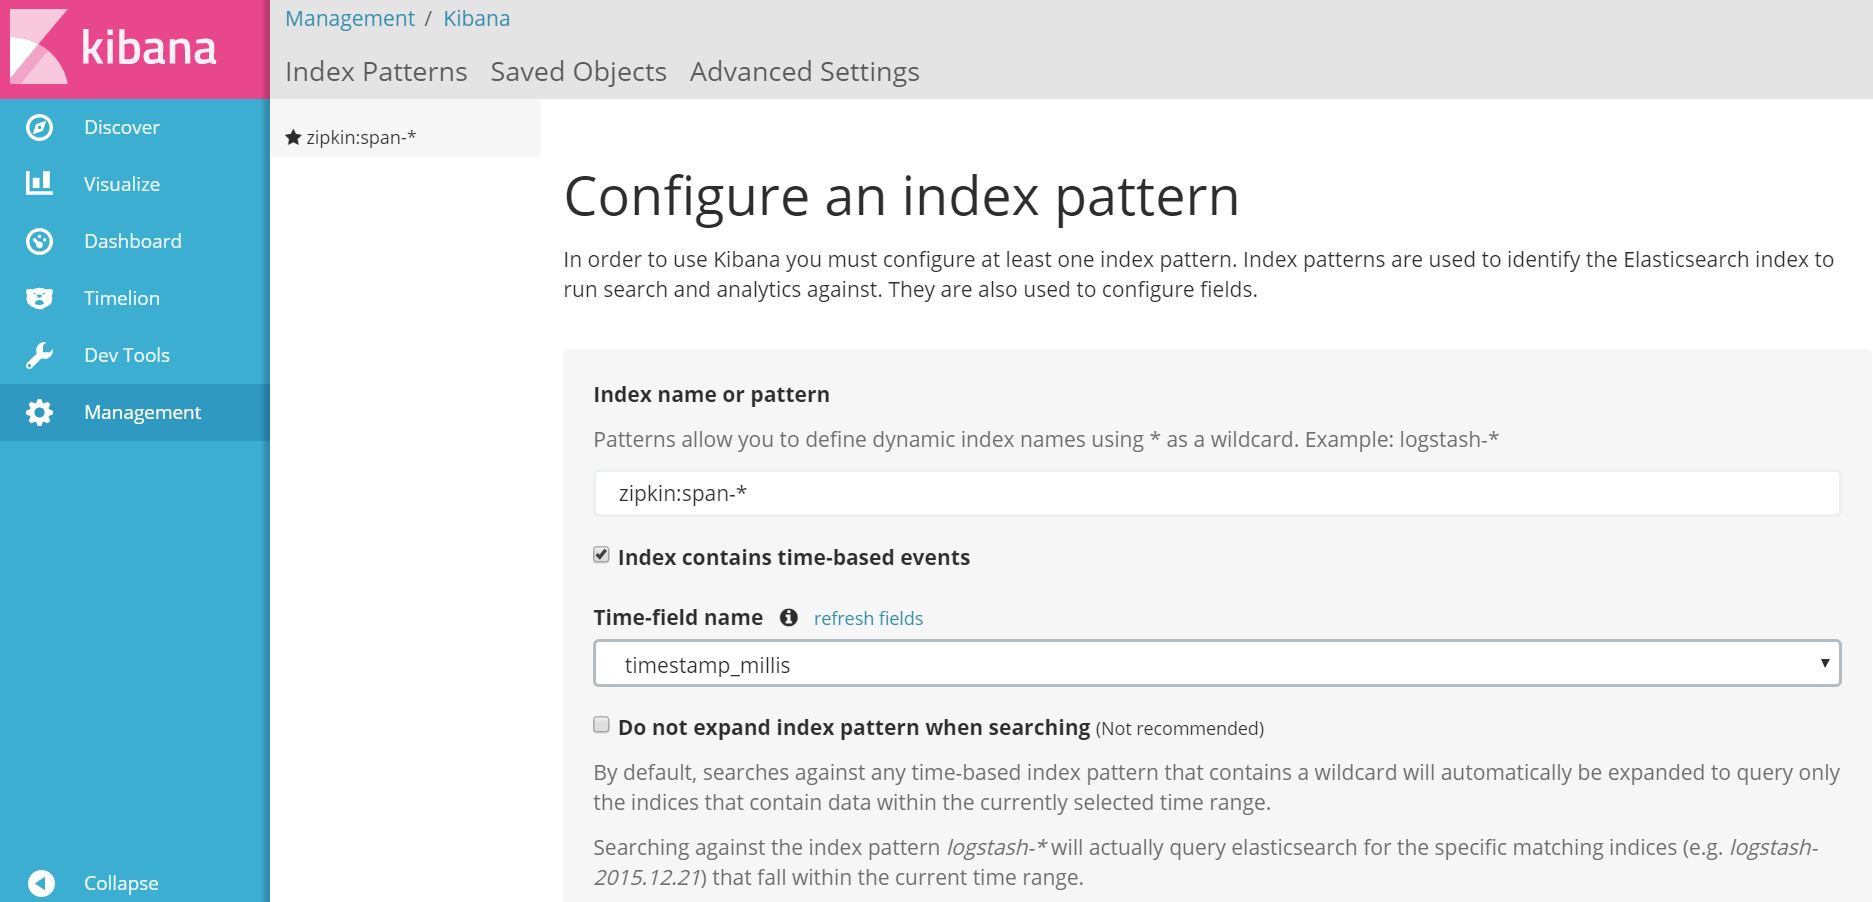 kibana
Discover
Visualize
Dashboard
Timelion
Dev Tools
Management
Collapse
Management / Kibana
Index Patterns Saved Objects Advanced Settings
zipkin:span-*
Configure an index pattern
In order to use Kibana you must configure at least one index pattern. Index patterns are used to identify the Elasticsearch index to
run search and analytics against. They are also used to configure fields.
Index name or pattern
Patterns allow you to define dynamic index names using * as a wildcard. Example: logstash-*
zipkin:span-*
Index contains time-based events
Time-field name refresh fields
timestamp_millis
Do not expand index pattern when searching (Not recommended)
By default, searches against any time-based index pattern that contains a wildcard will automatically be expanded to query only
the indices that contain data within the currently selected time range.
Searching against the index pattern logstash-* will actually query elasticsearch for the specific matching indices (e.g. logstash-
2015.12.21) that fall within the current time range.